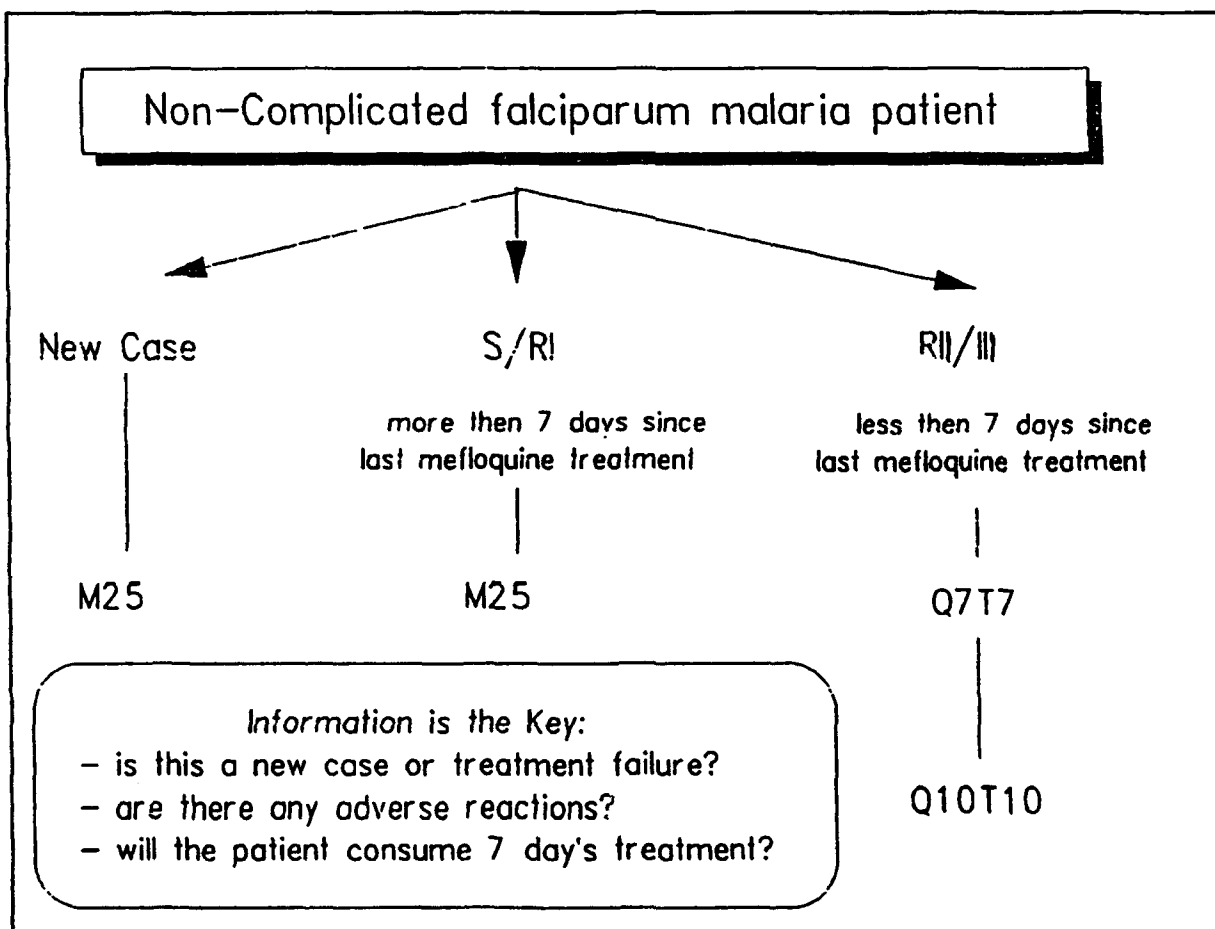 Non-Complicated falciparum malaria patient
New Case
S/RI
RII/III
more then 7 days since
last mefloquine treatment
less then 7 days since
last mefloquine treatment
M25
M25
Q7T7
Q10T10
Information is the Key:
- is this a new case or treatment failure?
- are there any adverse reactions?
- will the patient consume 7 day's treatment?